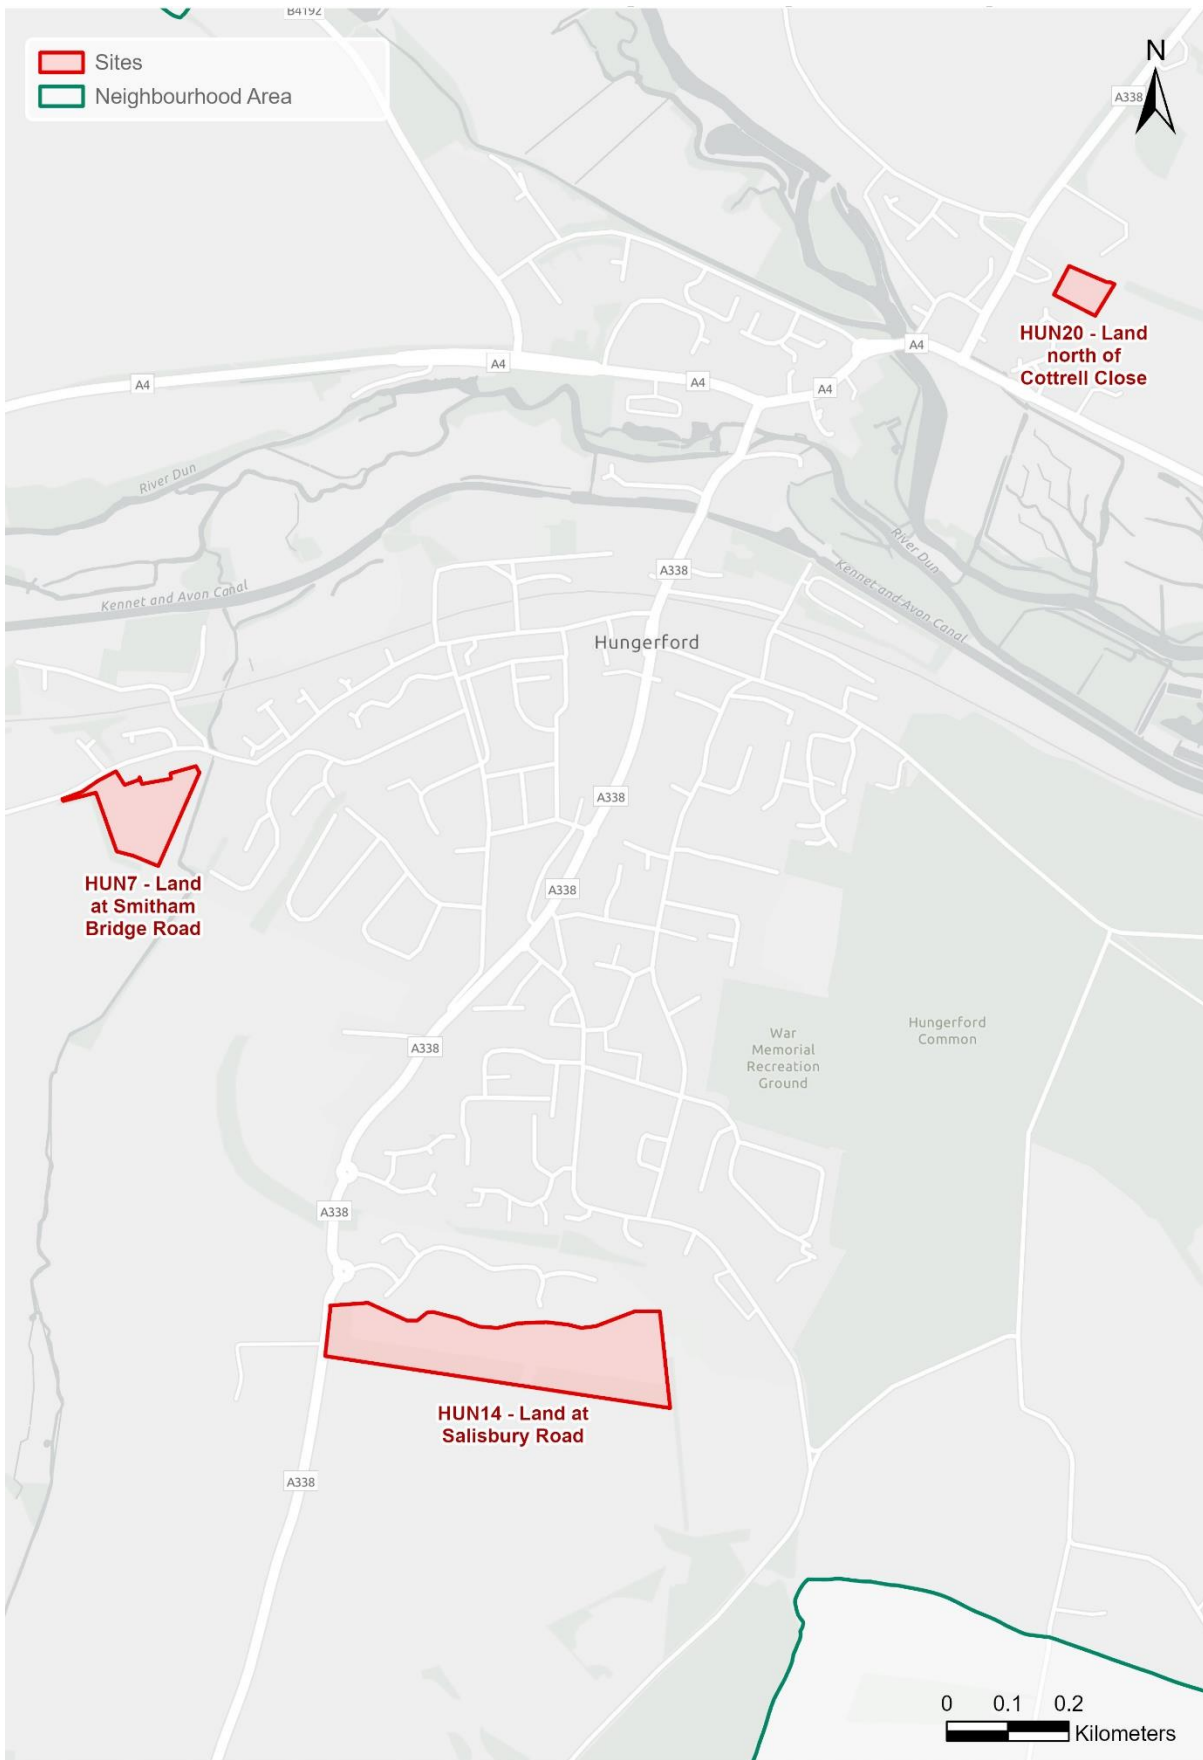 B4192
Sites
Neighbourhood Area
N
A338
HUN20 - Land
north of
Cottrell Close
A4
A4
A4
A4
A4
River Dun
Kennet and Avon Canal
A338
River Dun
Kennet and Avon Canal
Hungerford
A338
HUN7 - Land
at Smitham
Bridge Road
A338
War
Memorial
Recreation
Ground
Hungerford
Common
A338
A338
HUN14 - Land at
Salisbury Road
A338
0 0.1 0.2
Kilometers